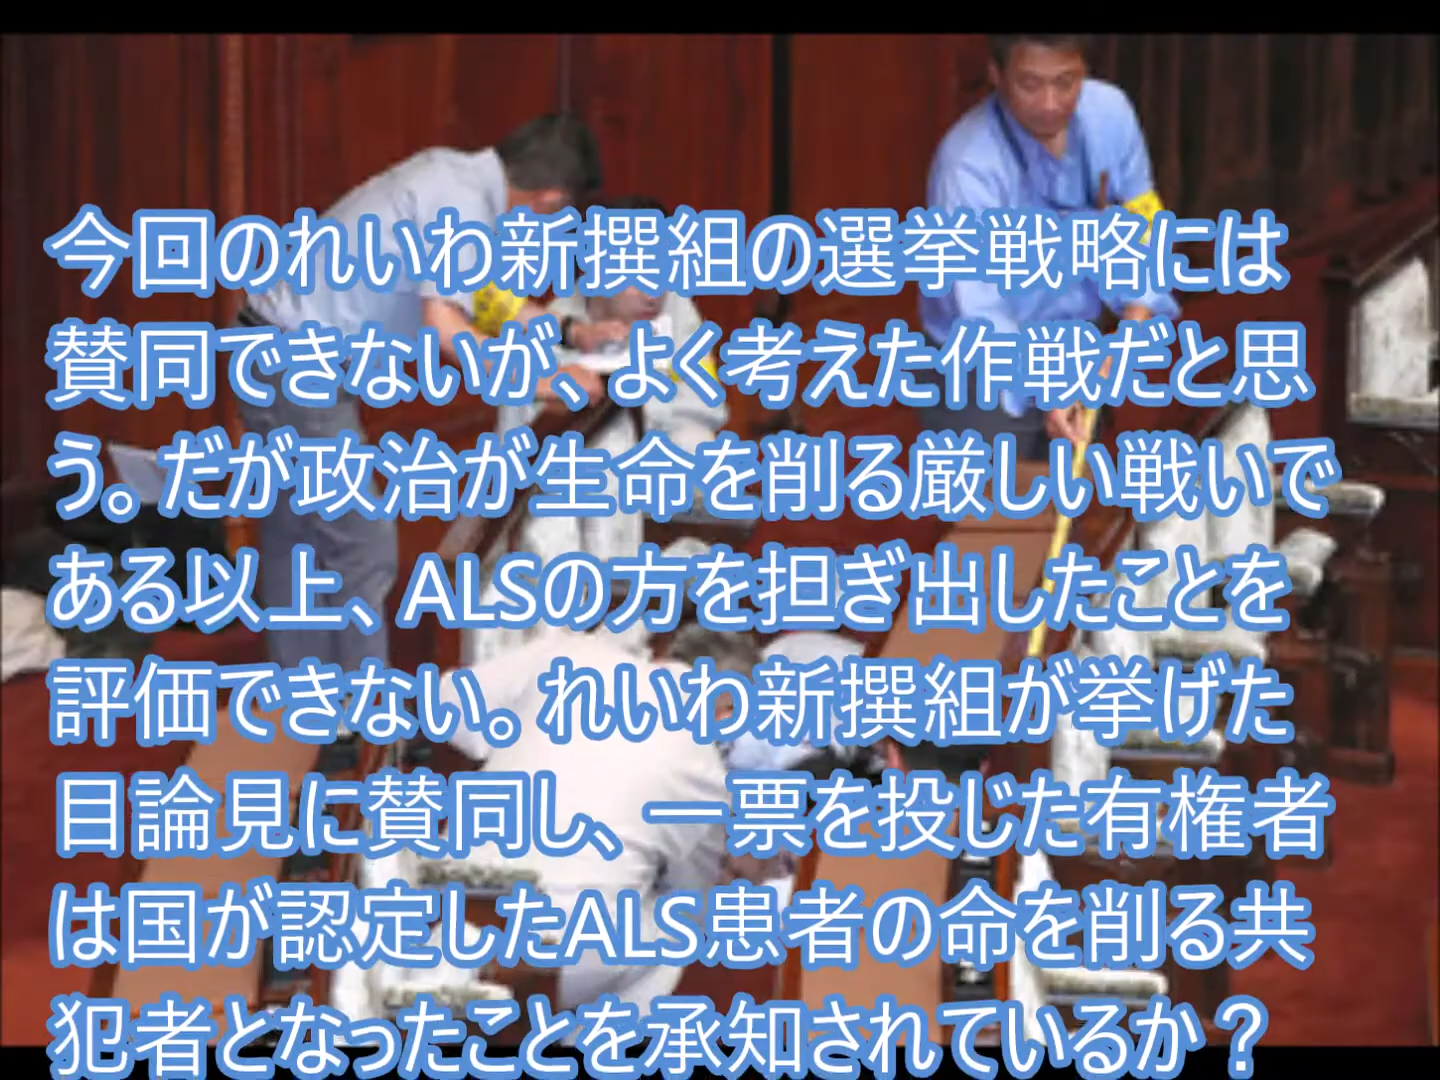 今回のれいわ新撰組の選挙戦略には
賛同できないが、よく考えた作戦だと思
う。だが政治が生命を削る厳しい戦いで
ある以上、ALSの方を担ぎ出したことを
評価できない。れいわ新撰組が挙げた
目論見に賛同し、一票を投じた有権者
は国が認定したALS患者の命を削る共
犯者となったことを承知されているか？